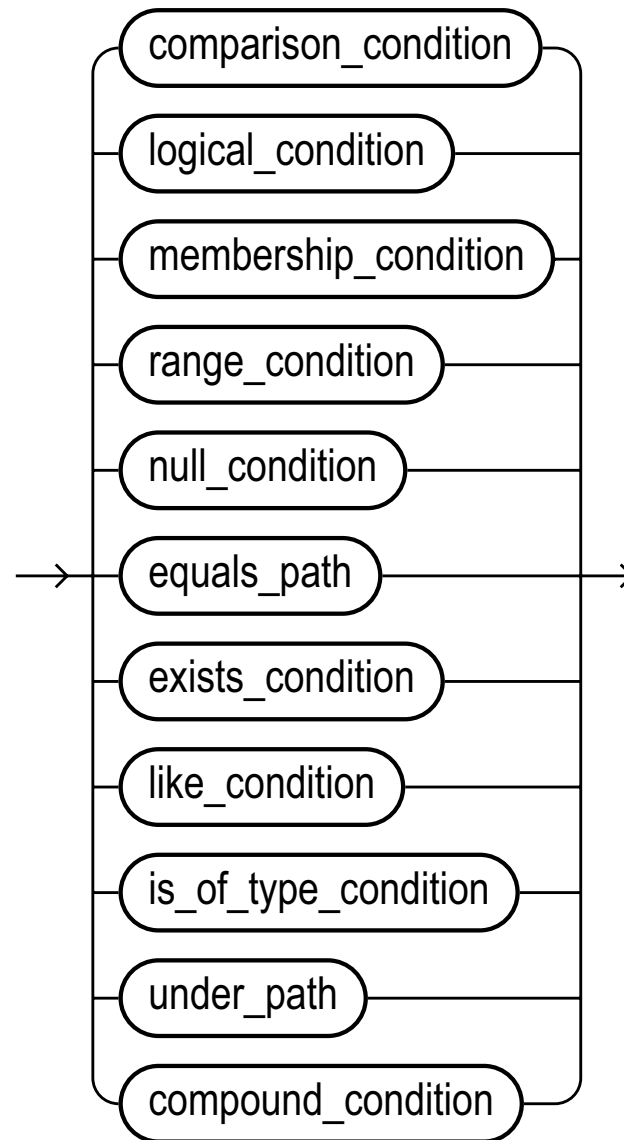 comparison_condition
logical_condition
membership_condition
range_condition
null_condition
equals_path
exists_condition
like_condition
is_of_type_condition
under_path
compound_condition